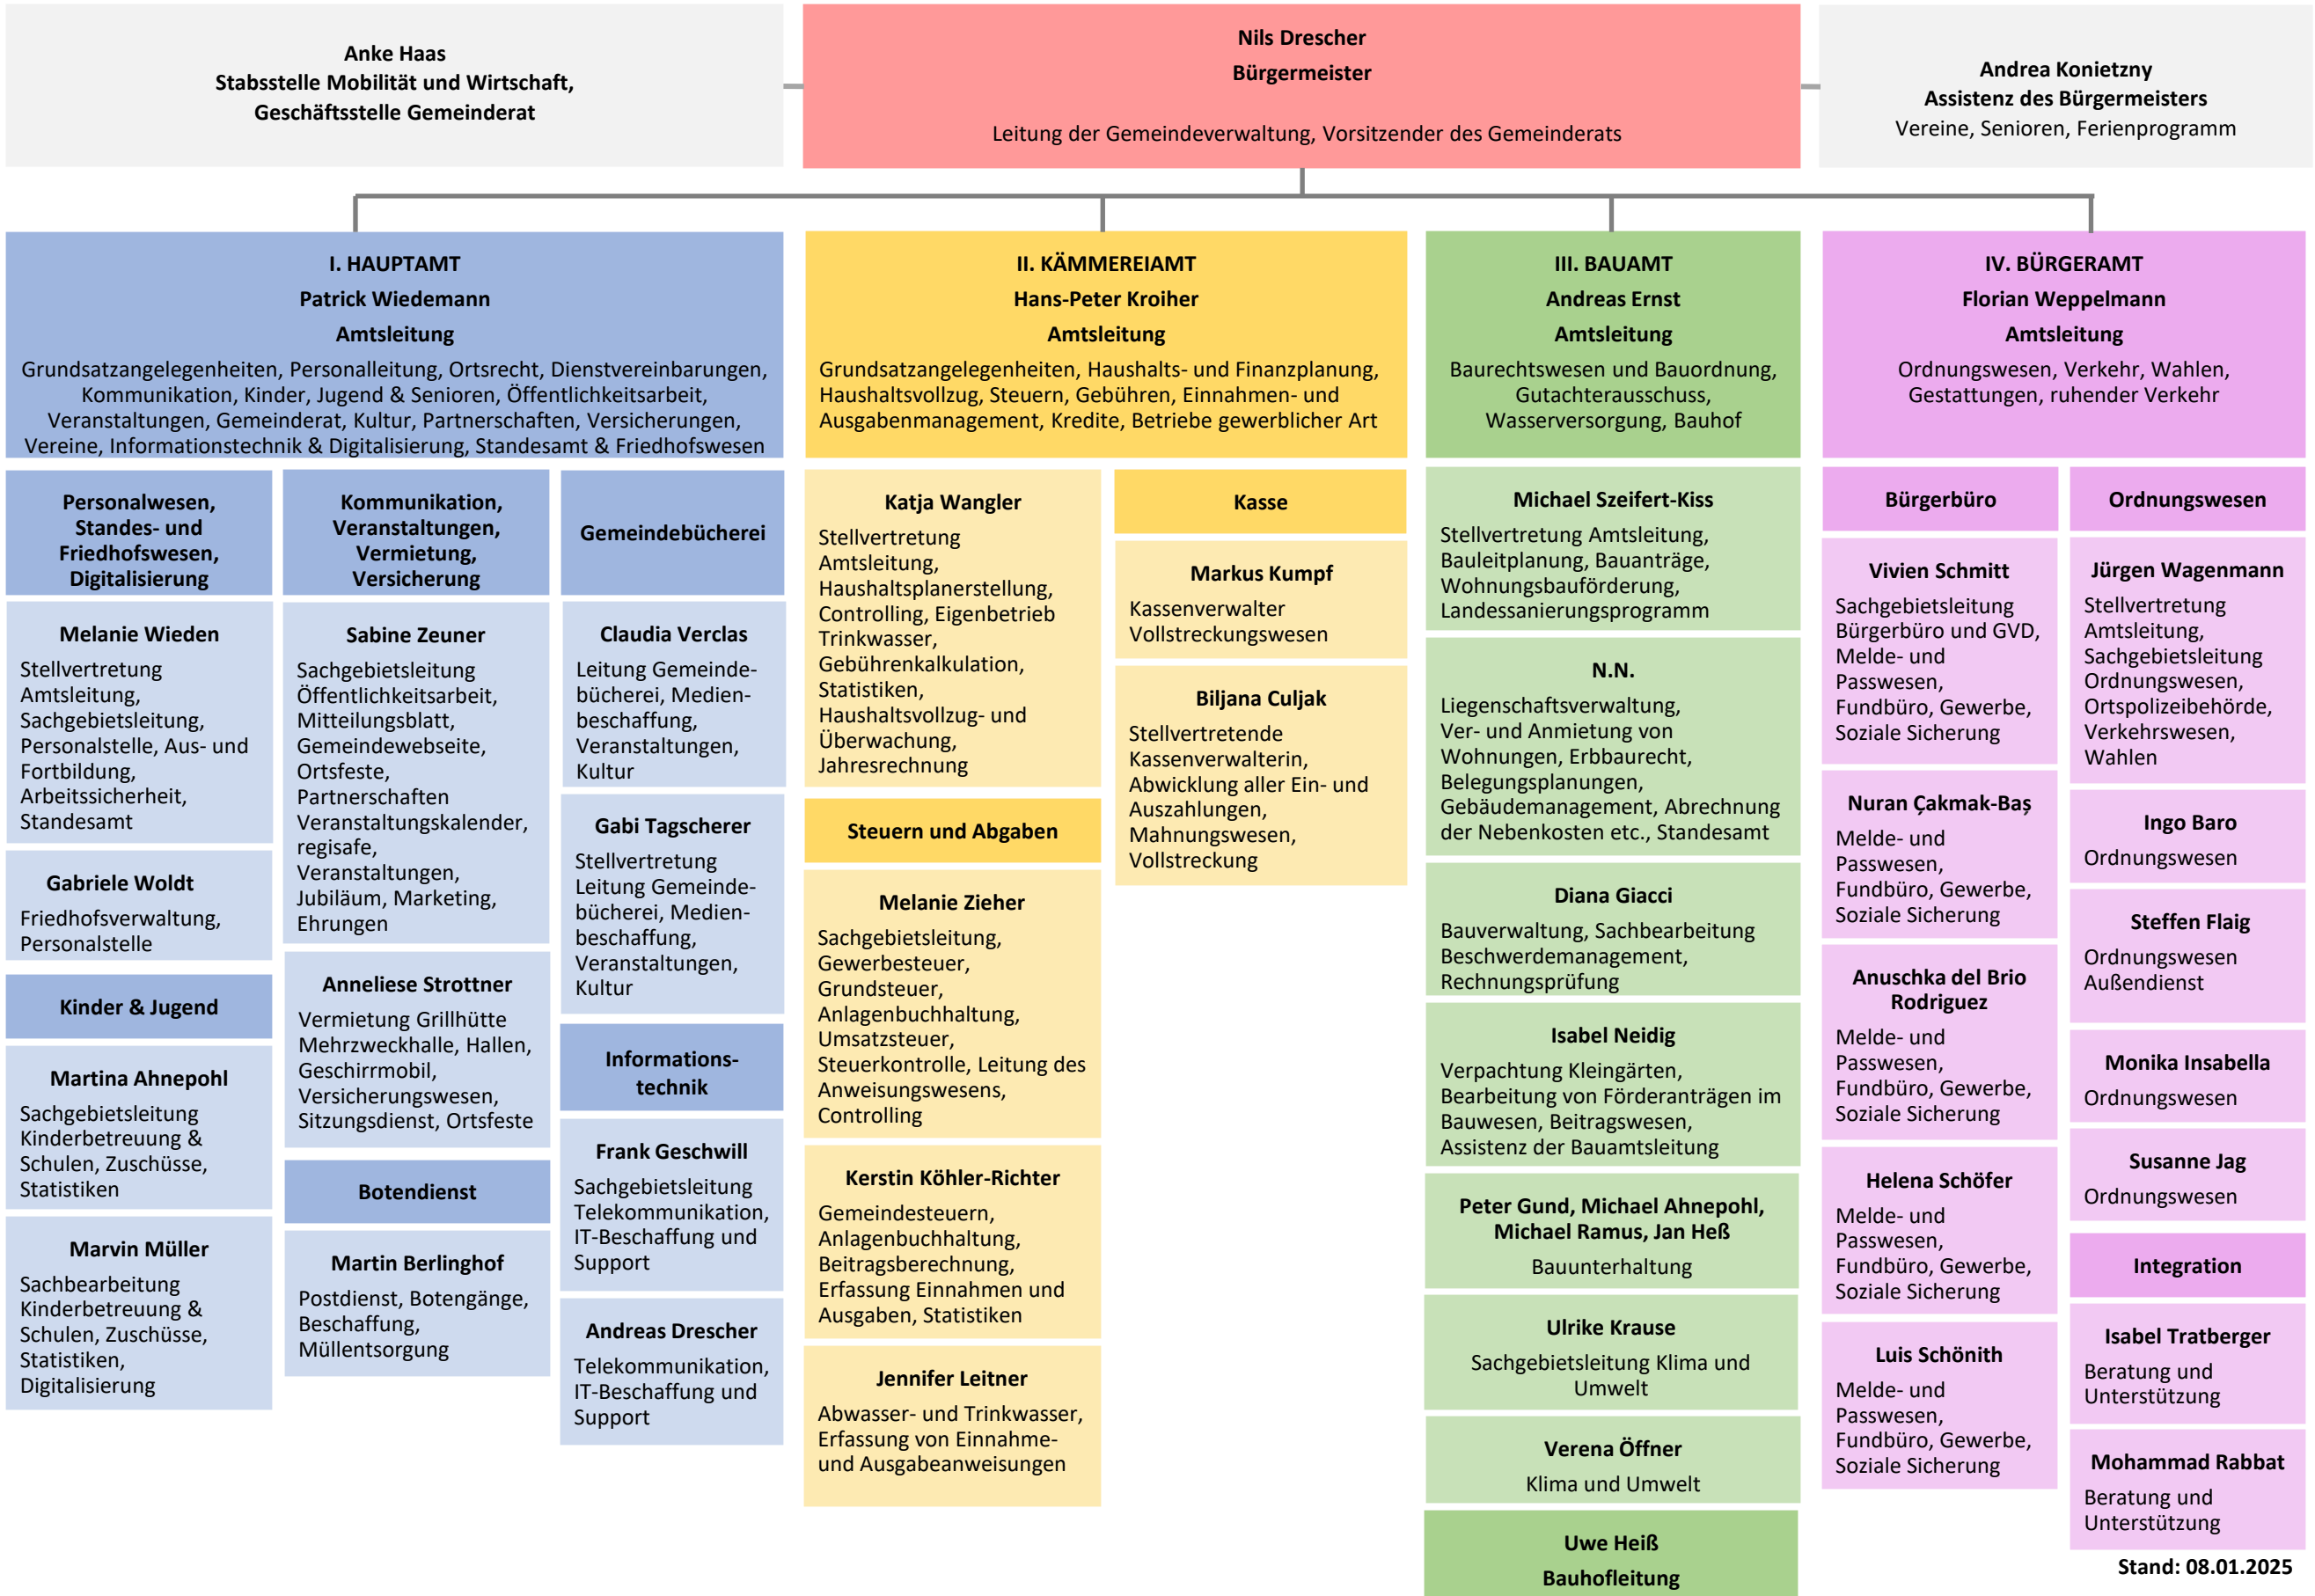 Anke Haas
Stabsstelle Mobilität und Wirtschaft,
Geschäftsstelle Gemeinderat
Nils Drescher
Bürgermeister
Leitung der Gemeindeverwaltung, Vorsitzender des Gemeinderats
Andrea Konietzny
Assistenz des Bürgermeisters
Vereine, Senioren, Ferienprogramm
I. HAUPTAMT
Patrick Wiedemann
Amtsleitung
Grundsatzangelegenheiten, Personalleitung, Ortsrecht, Dienstvereinbarungen,
Kommunikation, Kinder, Jugend & Senioren, Öffentlichkeitsarbeit,
Veranstaltungen, Gemeinderat, Kultur, Partnerschaften, Versicherungen,
Vereine, Informationstechnik & Digitalisierung, Standesamt & Friedhofswesen
Personalwesen,
Standes- und
Friedhofswesen,
Digitalisierung
Melanie Wieden
Stellvertretung
Amtsleitung,
Sachgebietsleitung,
Personalstelle, Aus- und
Fortbildung,
Arbeitssicherheit,
Standesamt
Gabriele Woldt
Friedhofsverwaltung,
Personalstelle
Kinder & Jugend
Martina Ahnepohl
Sachgebietsleitung
Kinderbetreuung &
Schulen, Zuschüsse,
Statistiken
Marvin Müller
Sachbearbeitung
Kinderbetreuung &
Schulen, Zuschüsse,
Statistiken,
Digitalisierung
Kommunikation,
Veranstaltungen,
Vermietung,
Versicherung
Sabine Zeuner
Sachgebietsleitung
Öffentlichkeitsarbeit,
Mitteilungsblatt,
Gemeindewebseite,
Ortsfeste,
Partnerschaften
Veranstaltungskalender,
regisafe,
Veranstaltungen,
Jubiläum, Marketing,
Ehrungen
Anneliese Strottner
Vermietung Grillhütte
Mehrzweckhalle, Hallen,
Geschirrmobil,
Versicherungswesen,
Sitzungsdienst, Ortsfeste
Botendienst
Martin Berlinghof
Postdienst, Botengänge,
Beschaffung,
Müllentsorgung
Gemeindebücherei
Claudia Verclas
Leitung Gemeinde-
bücherei, Medien-
beschaffung,
Veranstaltungen,
Kultur
Gabi Tagscherer
Stellvertretung
Leitung Gemeinde-
bücherei, Medien-
beschaffung,
Veranstaltungen,
Kultur
Informations-
technik
Frank Geschwill
Sachgebietsleitung
Telekommunikation,
IT-Beschaffung und
Support
Andreas Drescher
Telekommunikation,
IT-Beschaffung und
Support
II. KÄMMEREIAMT
Hans-Peter Kroiher
Amtsleitung
Grundsatzangelegenheiten, Haushalts- und Finanzplanung,
Haushaltsvollzug, Steuern, Gebühren, Einnahmen- und
Ausgabenmanagement, Kredite, Betriebe gewerblicher Art
Katja Wangler
Stellvertretung
Amtsleitung,
Haushaltsplanerstellung,
Controlling, Eigenbetrieb
Trinkwasser,
Gebührenkalkulation,
Statistiken,
Haushaltsvollzug- und
Überwachung,
Jahresrechnung
Steuern und Abgaben
Melanie Zieher
Sachgebietsleitung,
Gewerbesteuer,
Grundsteuer,
Anlagenbuchhaltung,
Umsatzsteuer,
Steuerkontrolle, Leitung des
Anweisungswesens,
Controlling
Kerstin Köhler-Richter
Gemeindesteuern,
Anlagenbuchhaltung,
Beitragsberechnung,
Erfassung Einnahmen und
Ausgaben, Statistiken
Jennifer Leitner
Abwasser- und Trinkwasser,
Erfassung von Einnahme-
und Ausgabeanweisungen
Kasse
Markus Kumpf
Kassenverwalter
Vollstreckungswesen
Biljana Culjak
Stellvertretende
Kassenverwalterin,
Abwicklung aller Ein- und
Auszahlungen,
Mahnungswesen,
Vollstreckung
III. BAUAMT
Andreas Ernst
Amtsleitung
Baurechtswesen und Bauordnung,
Gutachterausschuss,
Wasserversorgung, Bauhof
Michael Szeifert-Kiss
Stellvertretung Amtsleitung,
Bauleitplanung, Bauanträge,
Wohnungsbauförderung,
Landessanierungsprogramm
N.N.
Liegenschaftsverwaltung,
Ver- und Anmietung von
Wohnungen, Erbbaurecht,
Belegungsplanungen,
Gebäudemanagement, Abrechnung
der Nebenkosten etc., Standesamt
Diana Giacci
Bauverwaltung, Sachbearbeitung
Beschwerdemanagement,
Rechnungsprüfung
Isabel Neidig
Verpachtung Kleingärten,
Bearbeitung von Förderanträgen im
Bauwesen, Beitragswesen,
Assistenz der Bauamtsleitung
Peter Gund, Michael Ahnepohl,
Michael Ramus, Jan Heß
Bauunterhaltung
Ulrike Krause
Sachgebietsleitung Klima und
Umwelt
Verena Öffner
Klima und Umwelt
Uwe Heiß
Bauhofleitung
IV. BÜRGERAMT
Florian Weppelmann
Amtsleitung
Ordnungswesen, Verkehr, Wahlen,
Gestattungen, ruhender Verkehr
Bürgerbüro
Vivien Schmitt
Sachgebietsleitung
Bürgerbüro und GVD,
Melde- und
Passwesen,
Fundbüro, Gewerbe,
Soziale Sicherung
Nuran Çakmak-Baş
Melde- und
Passwesen,
Fundbüro, Gewerbe,
Soziale Sicherung
Anuschka del Brio
Rodriguez
Melde- und
Passwesen,
Fundbüro, Gewerbe,
Soziale Sicherung
Helena Schöfer
Melde- und
Passwesen,
Fundbüro, Gewerbe,
Soziale Sicherung
Luis Schönith
Melde- und
Passwesen,
Fundbüro, Gewerbe,
Soziale Sicherung
Ordnungswesen
Jürgen Wagenmann
Stellvertretung
Amtsleitung,
Sachgebietsleitung
Ordnungswesen,
Ortspolizeibehörde,
Verkehrswesen,
Wahlen
Ingo Baro
Ordnungswesen
Steffen Flaig
Ordnungswesen
Außendienst
Monika Insabella
Ordnungswesen
Susanne Jag
Ordnungswesen
Integration
Isabel Tratberger
Beratung und
Unterstützung
Mohammad Rabbat
Beratung und
Unterstützung
Stand: 08.01.2025